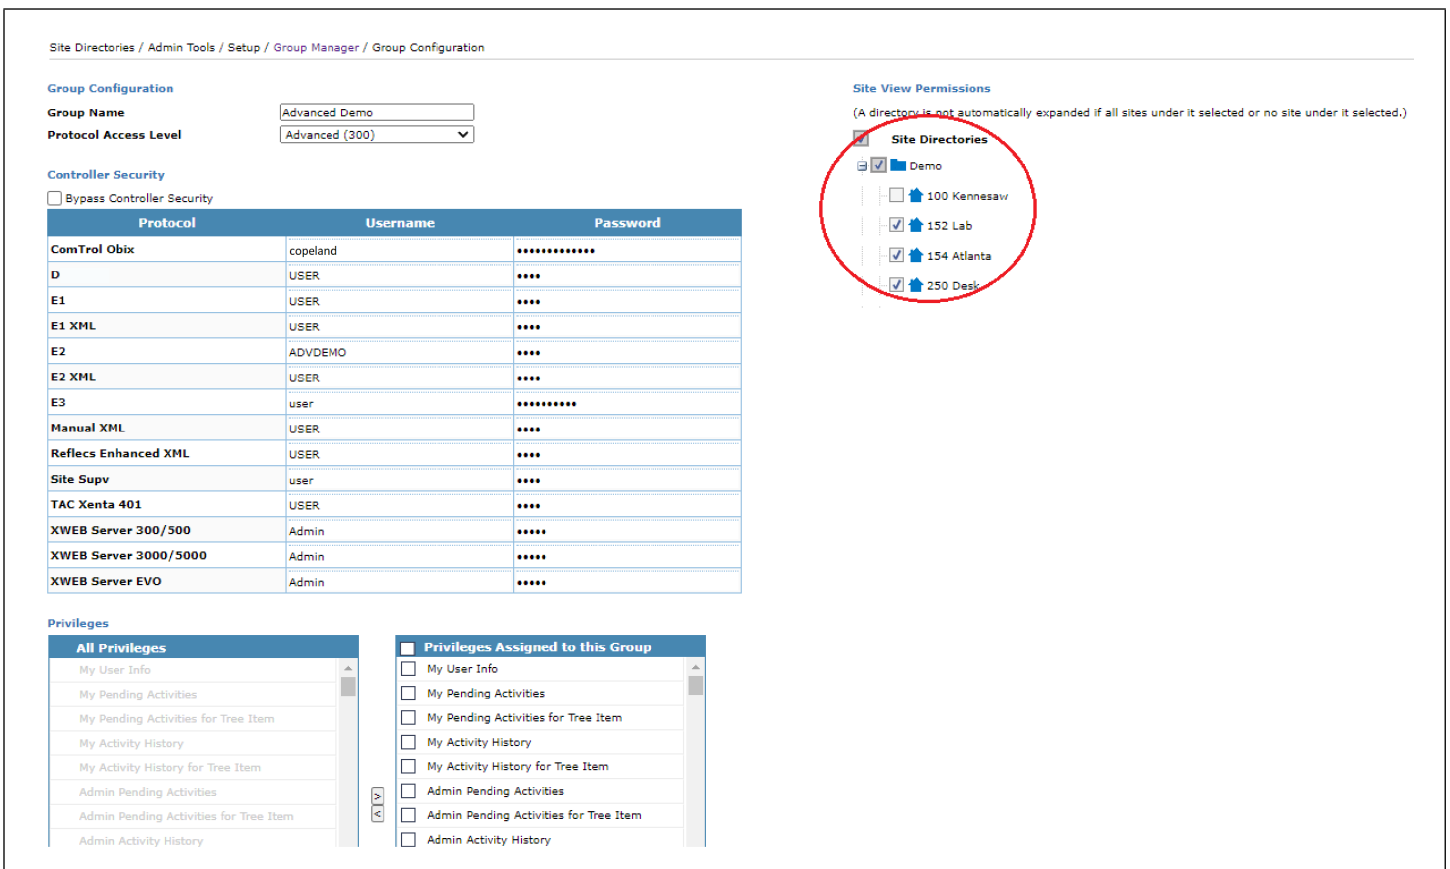 Site Directories / Admin Tools / Setup / Group Manager / Group Configuration
Group Configuration
Group Name Advanced Demo
Protocol Access Level Advanced (300)
Controller Security
Bypass Controller Security
Protocol Username Password
ComTrol Obix copeland •••••••••••••
D USER ••••
E1 USER ••••
E1 XML USER ••••
E2 ADVDEMO ••••
E2 XML USER ••••
E3 user ••••••••••
Manual XML USER ••••
Reflecs Enhanced XML USER ••••
Site Supv user ••••
TAC Xenta 401 USER ••••
XWEB Server 300/500 Admin •••••
XWEB Server 3000/5000 Admin •••••
XWEB Server EVO Admin •••••
Privileges
All Privileges
My User Info
My Pending Activities
My Pending Activities for Tree Item
My Activity History
My Activity History for Tree Item
Admin Pending Activities
Admin Pending Activities for Tree Item
Admin Activity History
>
<
Privileges Assigned to this Group
My User Info
My Pending Activities
My Pending Activities for Tree Item
My Activity History
My Activity History for Tree Item
Admin Pending Activities
Admin Pending Activities for Tree Item
Admin Activity History
Site View Permissions
(A directory is not automatically expanded if all sites under it selected or no site under it selected.)
Site Directories
Demo
100 Kennesaw
152 Lab
154 Atlanta
250 Desk